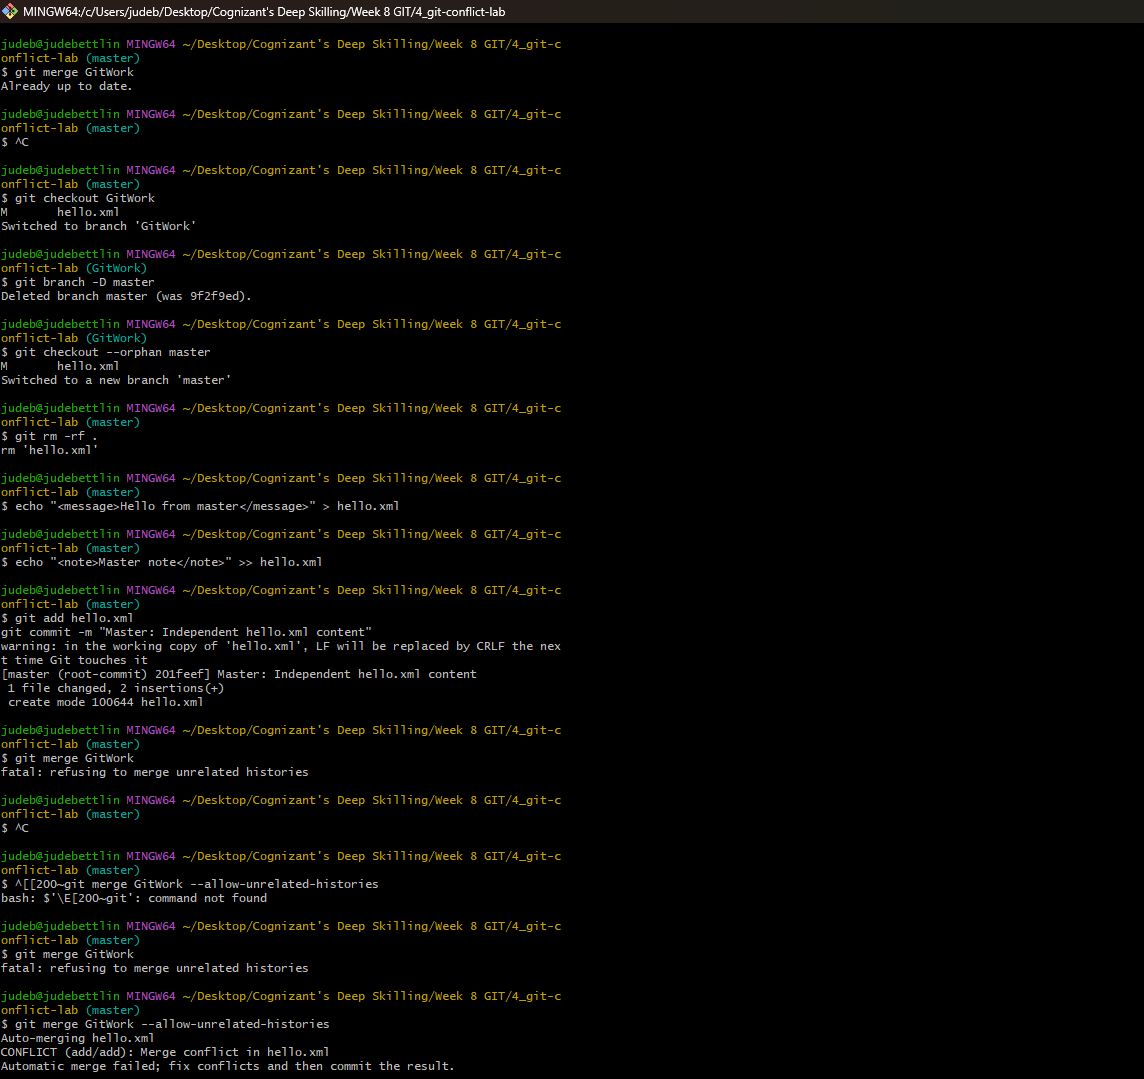 MINGW64:/c/Users/judeb/Desktop/Cognizant's Deep Skilling/Week 8 GIT/4_git-conflict-lab
judeb@judebettlin MINGW64 ~/Desktop/Cognizant's Deep Skilling/Week 8 GIT/4_git-c
onflict-lab (master)
$ git merge GitWork
Already up to date.
judeb@judebettlin MINGW64 ~/Desktop/Cognizant's Deep Skilling/Week 8 GIT/4_git-c
onflict-lab (master)
$ ^C
judeb@judebettlin MINGW64 ~/Desktop/Cognizant's Deep Skilling/Week 8 GIT/4_git-c
onflict-lab (master)
$ git checkout GitWork
M       hello.xml
Switched to branch 'GitWork'
judeb@judebettlin MINGW64 ~/Desktop/Cognizant's Deep Skilling/Week 8 GIT/4_git-c
onflict-lab (GitWork)
$ git branch -D master
Deleted branch master (was 9f2f9ed).
judeb@judebettlin MINGW64 ~/Desktop/Cognizant's Deep Skilling/Week 8 GIT/4_git-c
onflict-lab (GitWork)
$ git checkout --orphan master
M       hello.xml
Switched to a new branch 'master'
judeb@judebettlin MINGW64 ~/Desktop/Cognizant's Deep Skilling/Week 8 GIT/4_git-c
onflict-lab (master)
$ git rm -rf .
rm 'hello.xml'
judeb@judebettlin MINGW64 ~/Desktop/Cognizant's Deep Skilling/Week 8 GIT/4_git-c
onflict-lab (master)
$ echo "<message>Hello from master</message>" > hello.xml
judeb@judebettlin MINGW64 ~/Desktop/Cognizant's Deep Skilling/Week 8 GIT/4_git-c
onflict-lab (master)
$ echo "<note>Master note</note>" >> hello.xml
judeb@judebettlin MINGW64 ~/Desktop/Cognizant's Deep Skilling/Week 8 GIT/4_git-c
onflict-lab (master)
$ git add hello.xml
git commit -m "Master: Independent hello.xml content"
warning: in the working copy of 'hello.xml', LF will be replaced by CRLF the nex
t time Git touches it
[master (root-commit) 201feef] Master: Independent hello.xml content
 1 file changed, 2 insertions(+)
 create mode 100644 hello.xml
judeb@judebettlin MINGW64 ~/Desktop/Cognizant's Deep Skilling/Week 8 GIT/4_git-c
onflict-lab (master)
$ git merge GitWork
fatal: refusing to merge unrelated histories
judeb@judebettlin MINGW64 ~/Desktop/Cognizant's Deep Skilling/Week 8 GIT/4_git-c
onflict-lab (master)
$ ^C
judeb@judebettlin MINGW64 ~/Desktop/Cognizant's Deep Skilling/Week 8 GIT/4_git-c
onflict-lab (master)
$ ^[[200~git merge GitWork --allow-unrelated-histories
bash: $'\E[200~git': command not found
judeb@judebettlin MINGW64 ~/Desktop/Cognizant's Deep Skilling/Week 8 GIT/4_git-c
onflict-lab (master)
$ git merge GitWork
fatal: refusing to merge unrelated histories
judeb@judebettlin MINGW64 ~/Desktop/Cognizant's Deep Skilling/Week 8 GIT/4_git-c
onflict-lab (master)
$ git merge GitWork --allow-unrelated-histories
Auto-merging hello.xml
CONFLICT (add/add): Merge conflict in hello.xml
Automatic merge failed; fix conflicts and then commit the result.